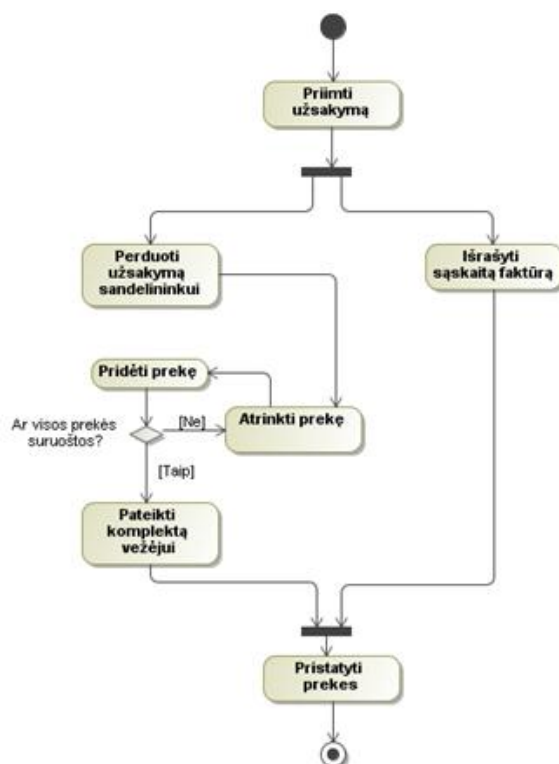 Priimti
užsakymą
Perduoti
užsakymą
sandelininkui
Išrašyti
sąskaitą faktūrą
Pridėti prekę
Atrinkti prekę
Ar visos prekės
suruoštos?
[Ne]
[Taip]
Pateikti
komplektą
vežėjui
Pristatyti
prekes